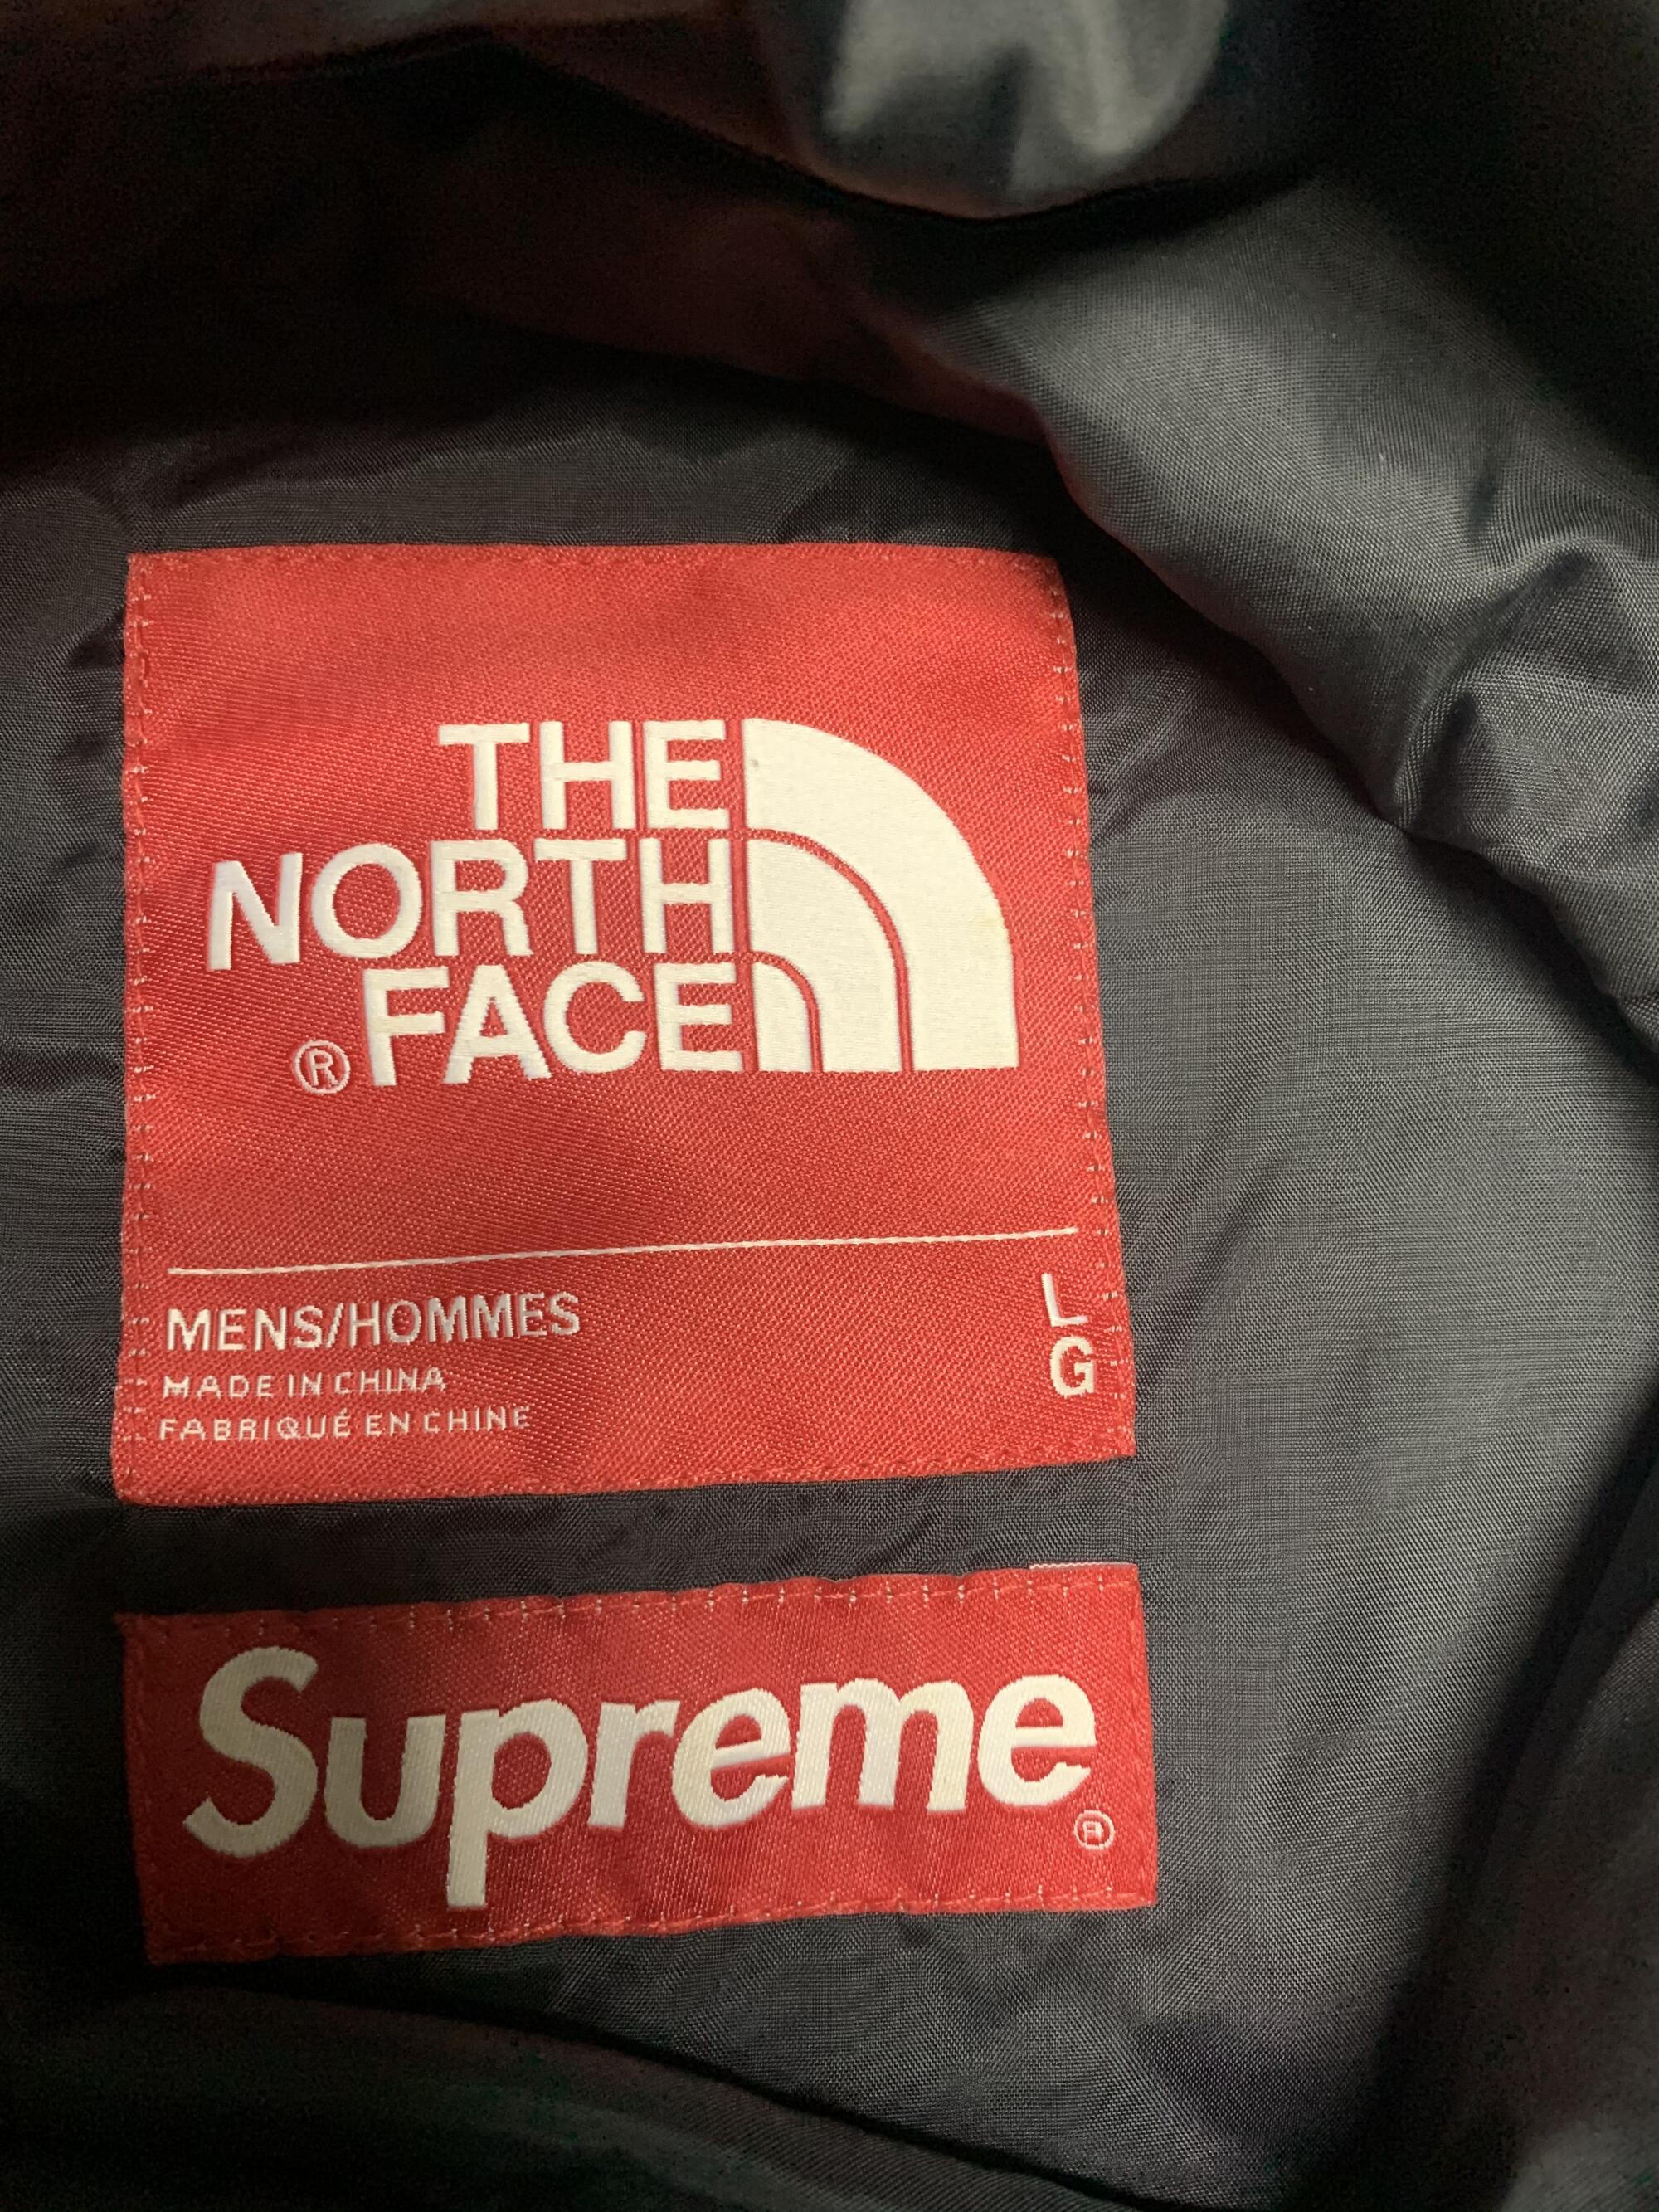 THE
NORTH
® FACE
MENS/HOMMES
MADE IN CHINA
FABRIQUÉ EN CHINE
L
G
Supreme ®